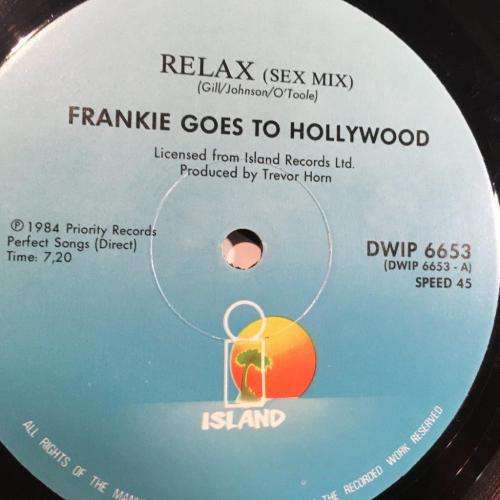 RELAX (SEX MIX)
(Gill/Johnson/O'Toole)
FRANKIE GOES TO HOLLYWOOD
Licensed from Island Records Ltd.
Produced by Trevor Horn
℗ 1984 Priority Records
Perfect Songs (Direct)
Time: 7,20
DWIP 6653
(DWIP 6653 - A)
SPEED 45
ISLAND
ALL RIGHTS OF THE
THE RECORDED WORK RESERVED